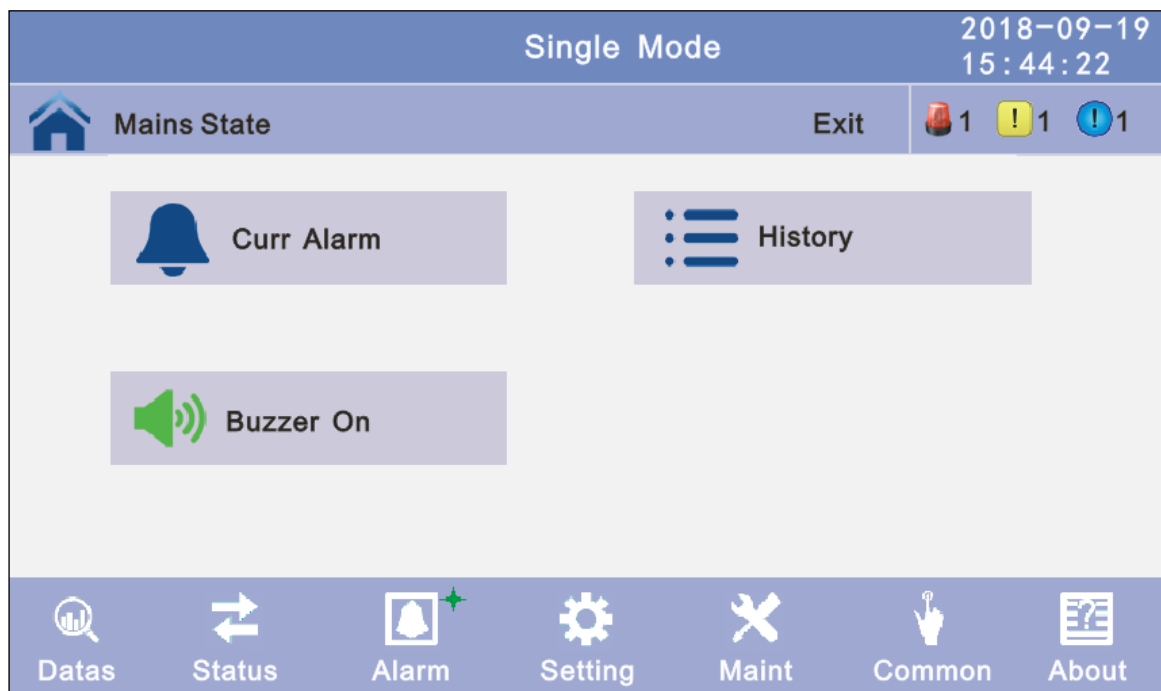 Single Mode
2018-09-19
15:44:22
Mains State
Exit
1
! 1
! 1
Curr Alarm
History
Buzzer On
?
Datas
Status
Alarm
Setting
Maint
Common
About